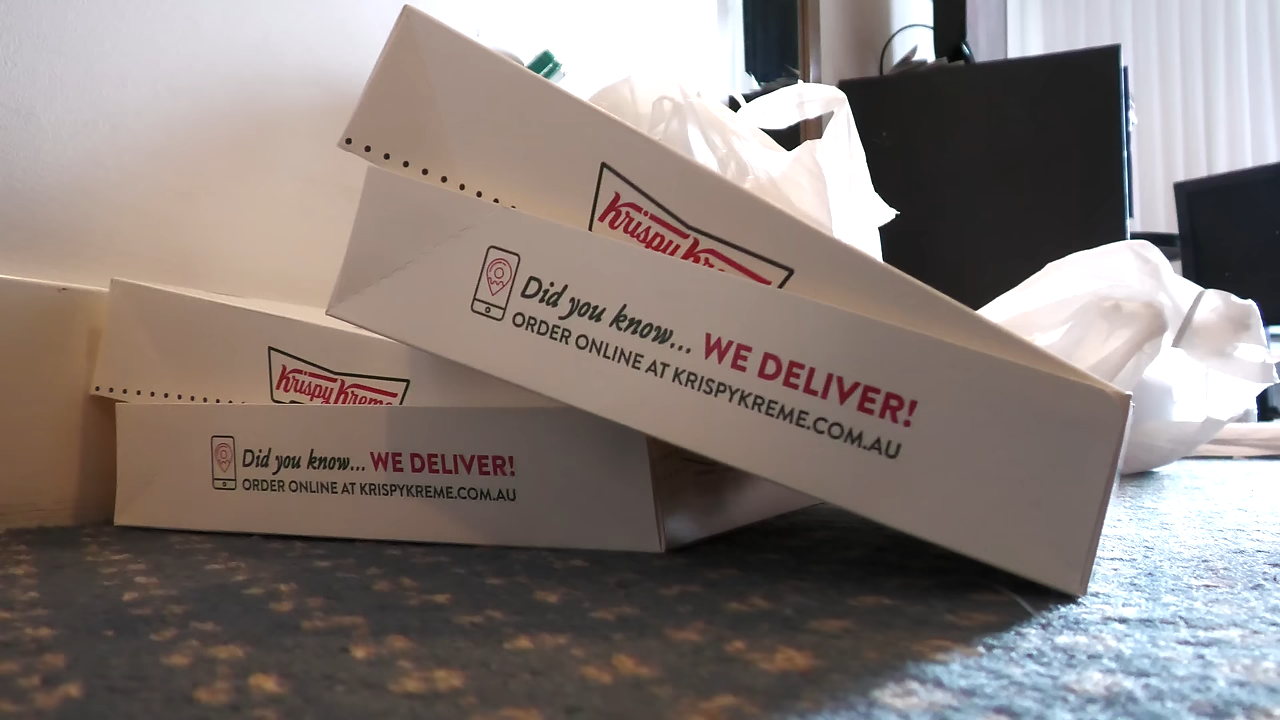 Krispy Kreme
Did you know... WE DELIVER!
ORDER ONLINE AT KRISPYKREME.COM.AU
Krispy Kreme
Did you know... WE DELIVER!
ORDER ONLINE AT KRISPYKREME.COM.AU